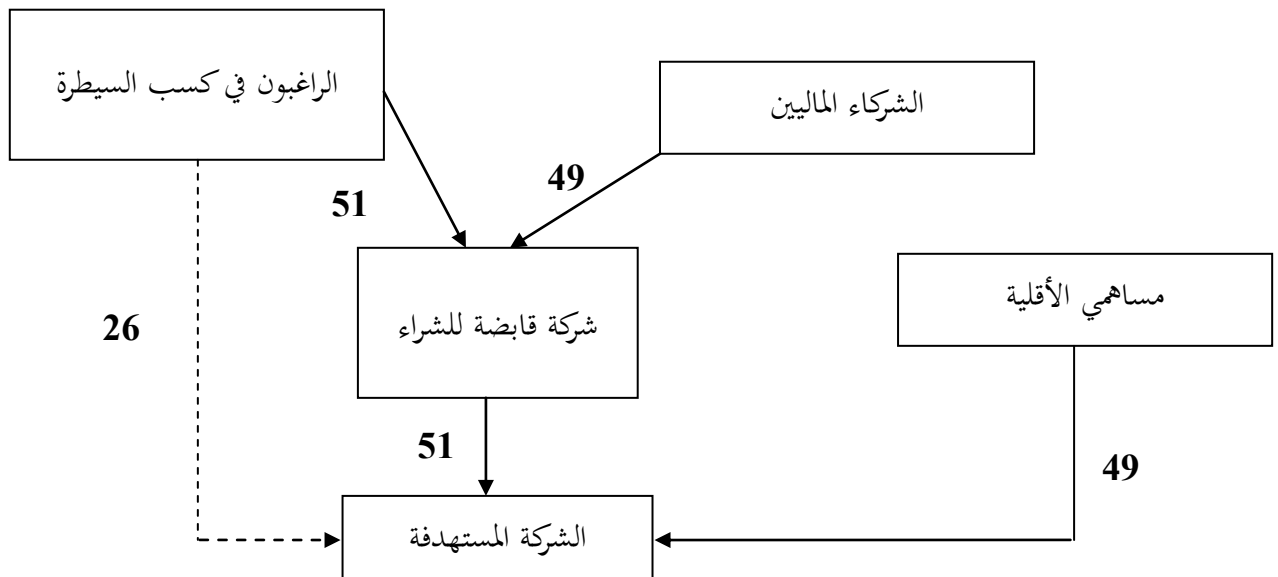 الراغبون في كسب السيطرة
الشركاء الماليين
49
51
مساهمي الأقلية
شركة قابضة للشراء
26
51
49
الشركة المستهدفة